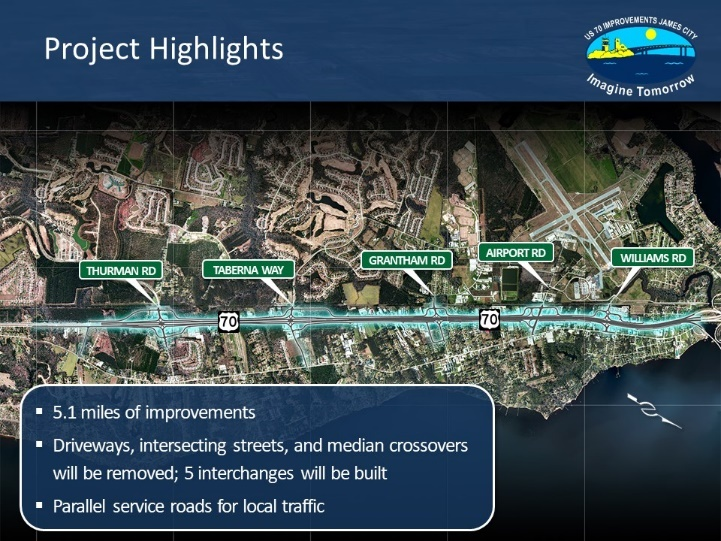 Project Highlights
US 70 IMPROVEMENTS JAMES CITY
Imagine Tomorrow
THURMAN RD
TABERNA WAY
GRANTHAM RD
AIRPORT RD
WILLIAMS RD
70
70
N
▪ 5.1 miles of improvements
▪ Driveways, intersecting streets, and median crossovers
will be removed; 5 interchanges will be built
▪ Parallel service roads for local traffic